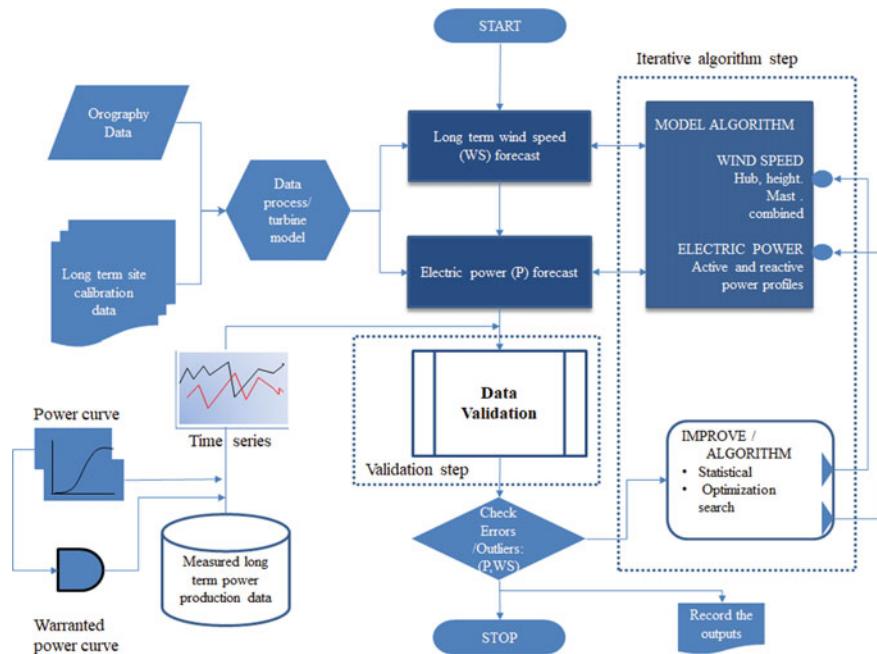 START
Iterative algorithm step
Orography
Data
Long term wind speed
(WS) forecast
MODEL ALGORITHM
WIND SPEED
Hub, height.
Mast .
combined
ELECTRIC POWER
Active and reactive
power profiles
Data
process/
turbine
model
Long term site
calibration
data
Electric power (P) forecast
Data
Validation
Validation step
Time series
Power curve
IMPROVE /
ALGORITHM
• Statistical
• Optimization
search
Check
Errors
/Outliers:
(P,WS)
Measured long
term power
production data
Warranted
power curve
STOP
Record the
outputs